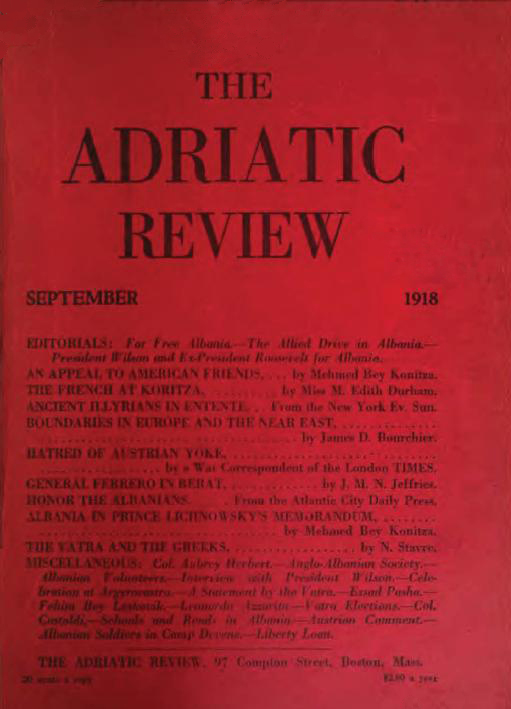 THE
ADRIATIC
REVIEW
SEPTEMBER 1918
EDITORIALS: For Free Albania.—The Allied Drive in Albania.—
President Wilson and Ex-President Roosevelt for Albania.
AN APPEAL TO AMERICAN FRIENDS, . . . by Mehmed Bey Konitza.
THE FRENCH AT KORITZA, . . . . . . . . . by Miss M. Edith Durham.
ANCIENT ILLYRIANS IN ENTENTE, . . From the New York Ev. Sun.
BOUNDARIES IN EUROPE AND THE NEAR EAST, . . . . . . . . . . . . . .
. . . . . . . . . . . . . . . . . . . . . . . . . . . . . . . . . . . . . . by James D. Bourchier.
HATRED OF AUSTRIAN YOKE, . . . . . . . . . . . . . . . . . . . . . . . . . . . . . .
. . . . . . . . . . . . . . . . by a War Correspondent of the London TIMES.
GENERAL FERRERO IN BERAT, . . . . . . . . . . . . . by J. M. N. Jeffries.
HONOR THE ALBANIANS. . . . . . From the Atlantic City Daily Press.
ALBANIA IN PRINCE LICHNOWSKY'S MEMORANDUM, . . . . . . . .
. . . . . . . . . . . . . . . . . . . . . . . . . . . . . . . . . . . by Mehmed Bey Konitza.
THE VATRA AND THE GREEKS, . . . . . . . . . . . . . . . . . . by N. Stavre.
MISCELLANEOUS: Col. Aubrey Herbert.—Anglo-Albanian Society.—
Albanian Volunteers.—Interview with President Wilson.—Cele-
bration at Argyrocastro.—A Statement by the Vatra.—Essad Pasha.—
Fehim Bey Leskovik.—Leonardo Azzarita—Vatra Elections.—Col.
Castoldi.—Schools and Roads in Albania.—Austrian Comment.—
Albanian Soldiers in Camp Devens.—Liberty Loan.
THE ADRIATIC REVIEW, 97 Compton Street, Boston, Mass.
20 cents a copy $2.00 a year